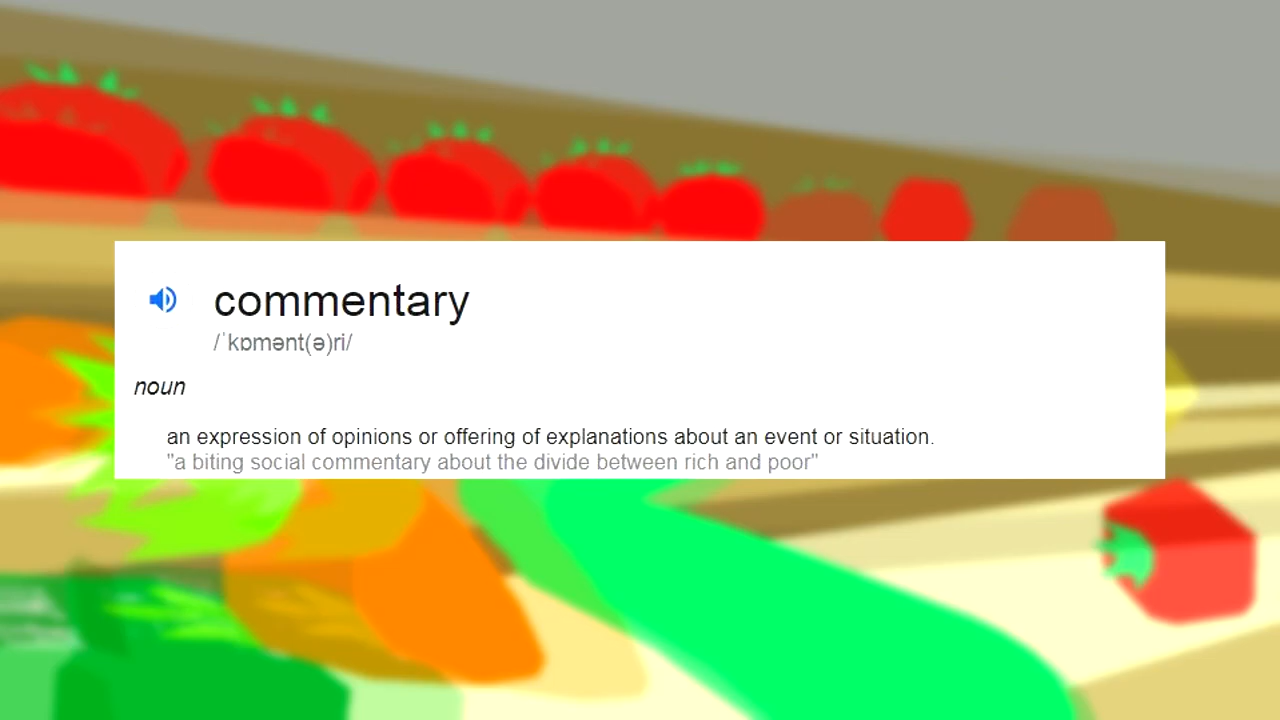 commentary
/ˈkɒmənt(ə)ri/
noun
an expression of opinions or offering of explanations about an event or situation.
"a biting social commentary about the divide between rich and poor"